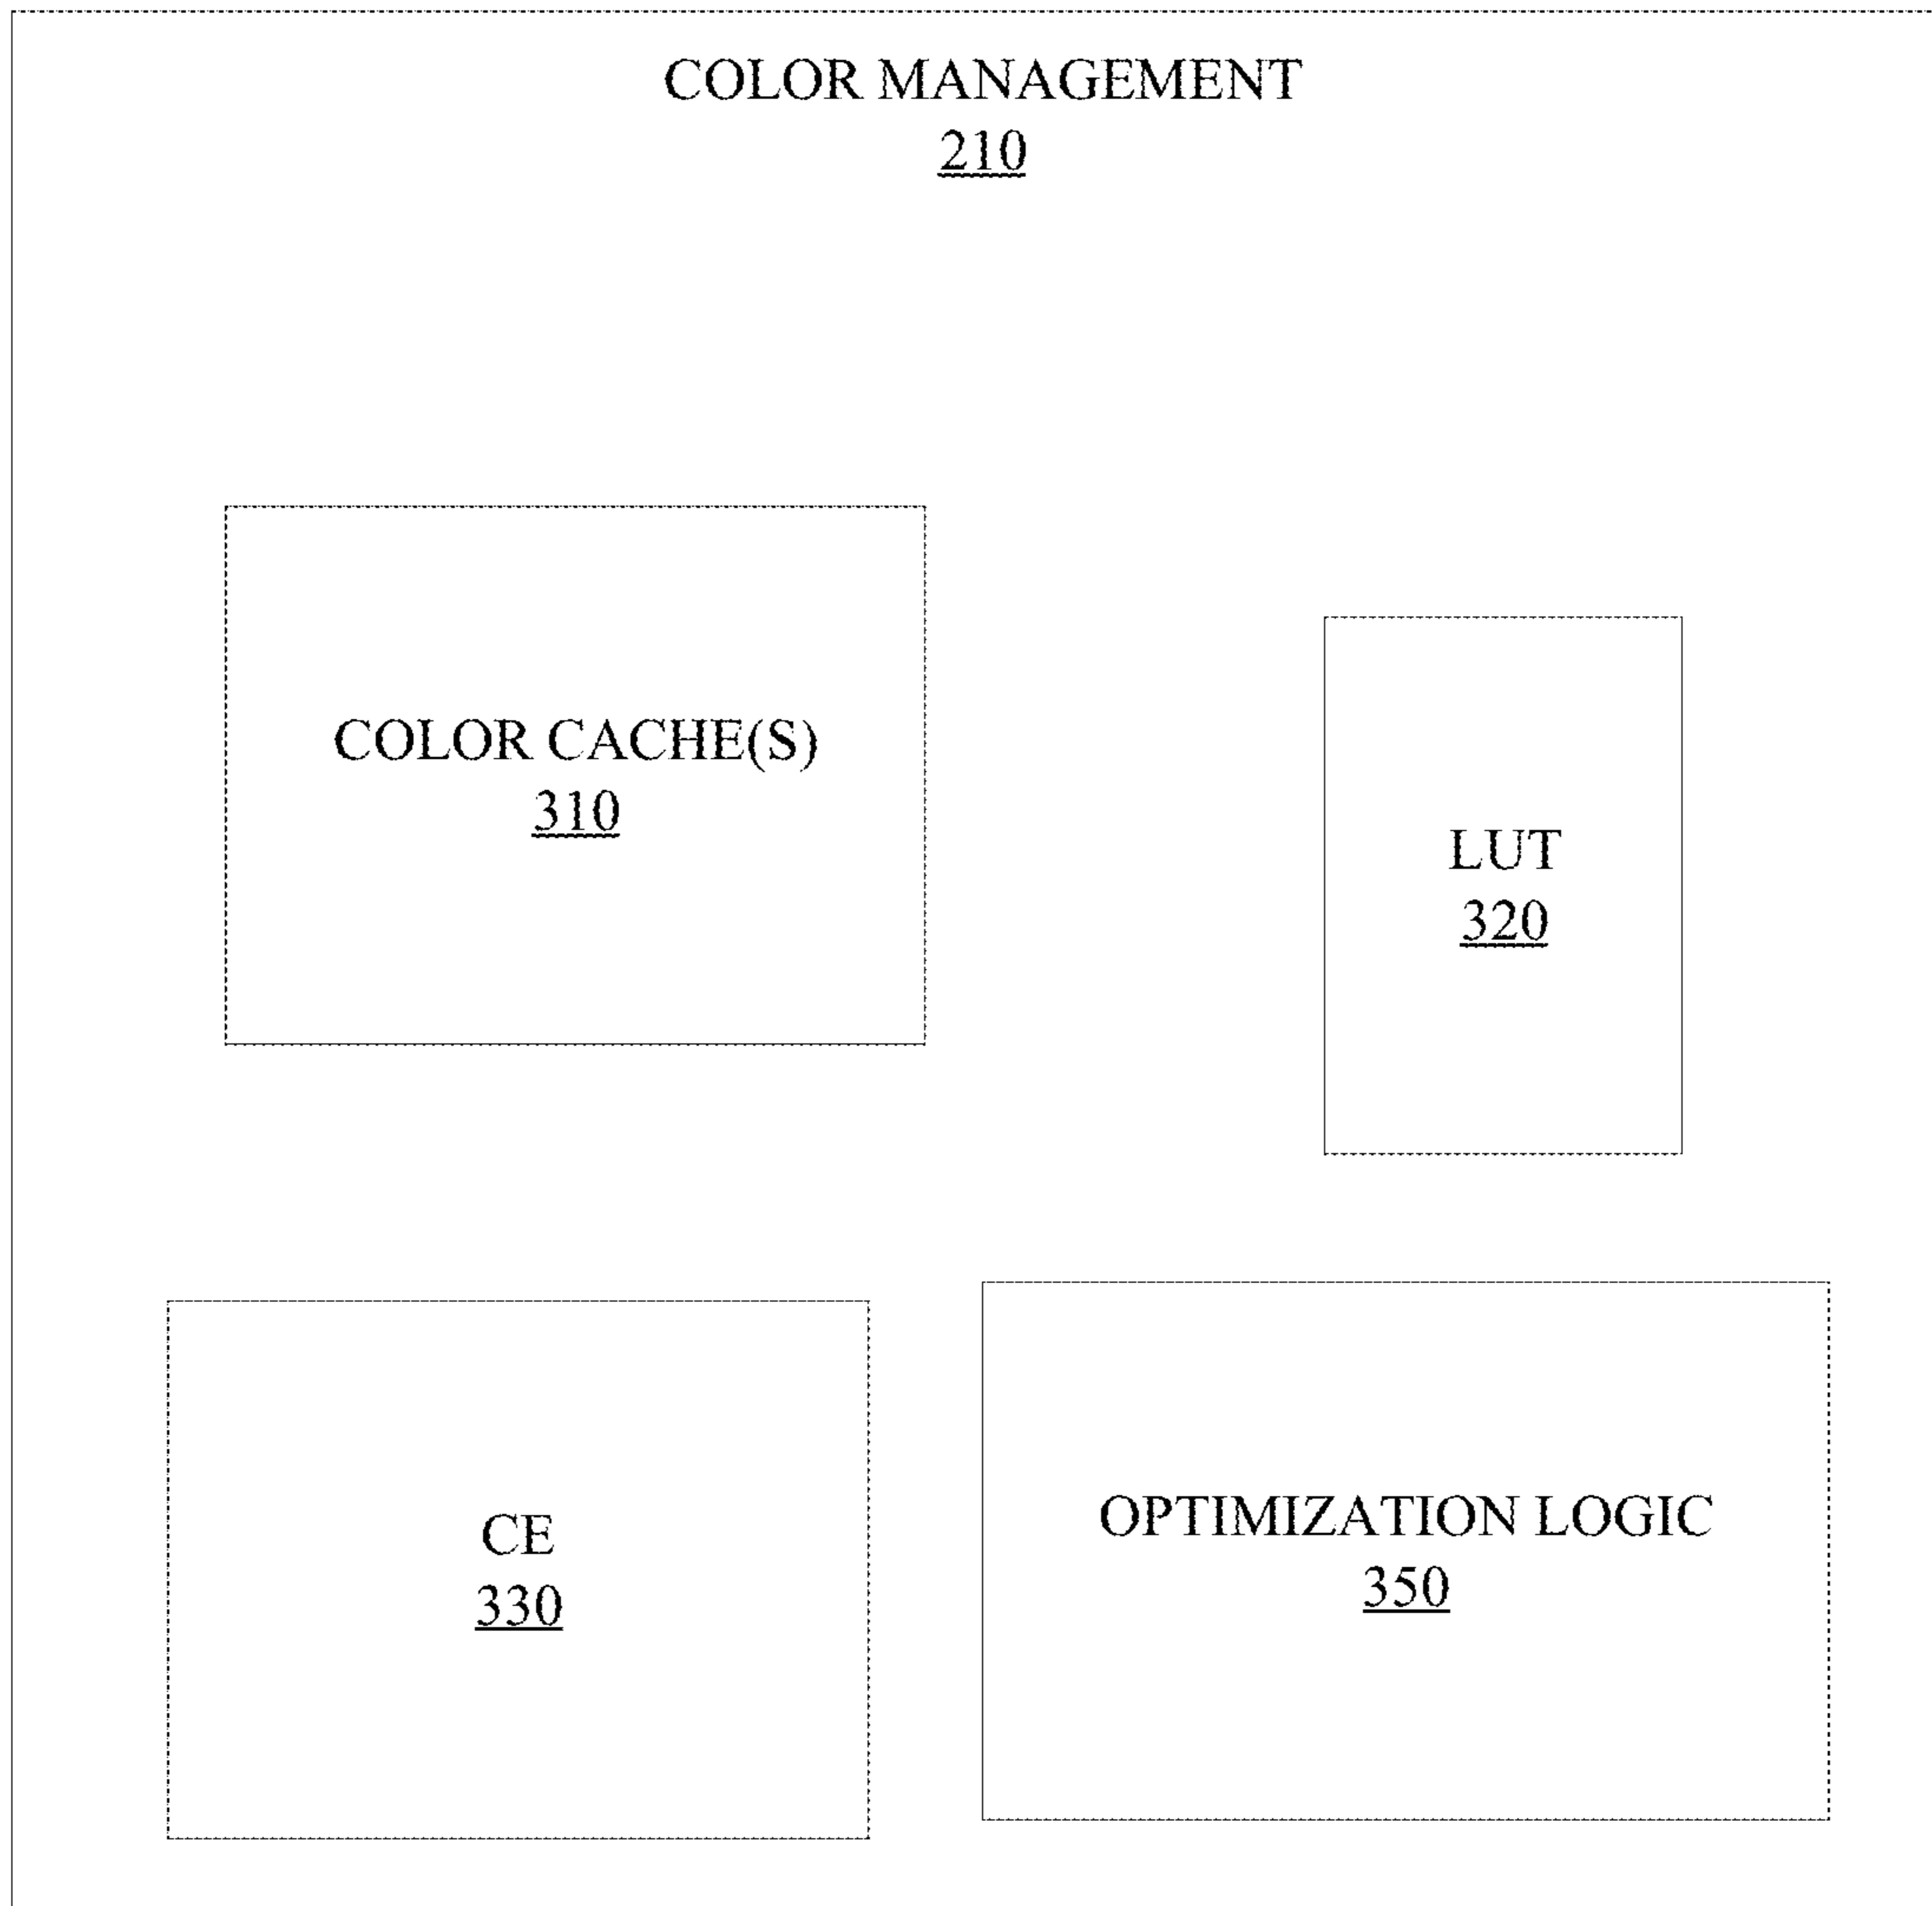 COLOR MANAGEMENT
210
COLOR CACHE(S)
310
LUT
320
CE
330
OPTIMIZATION LOGIC
350